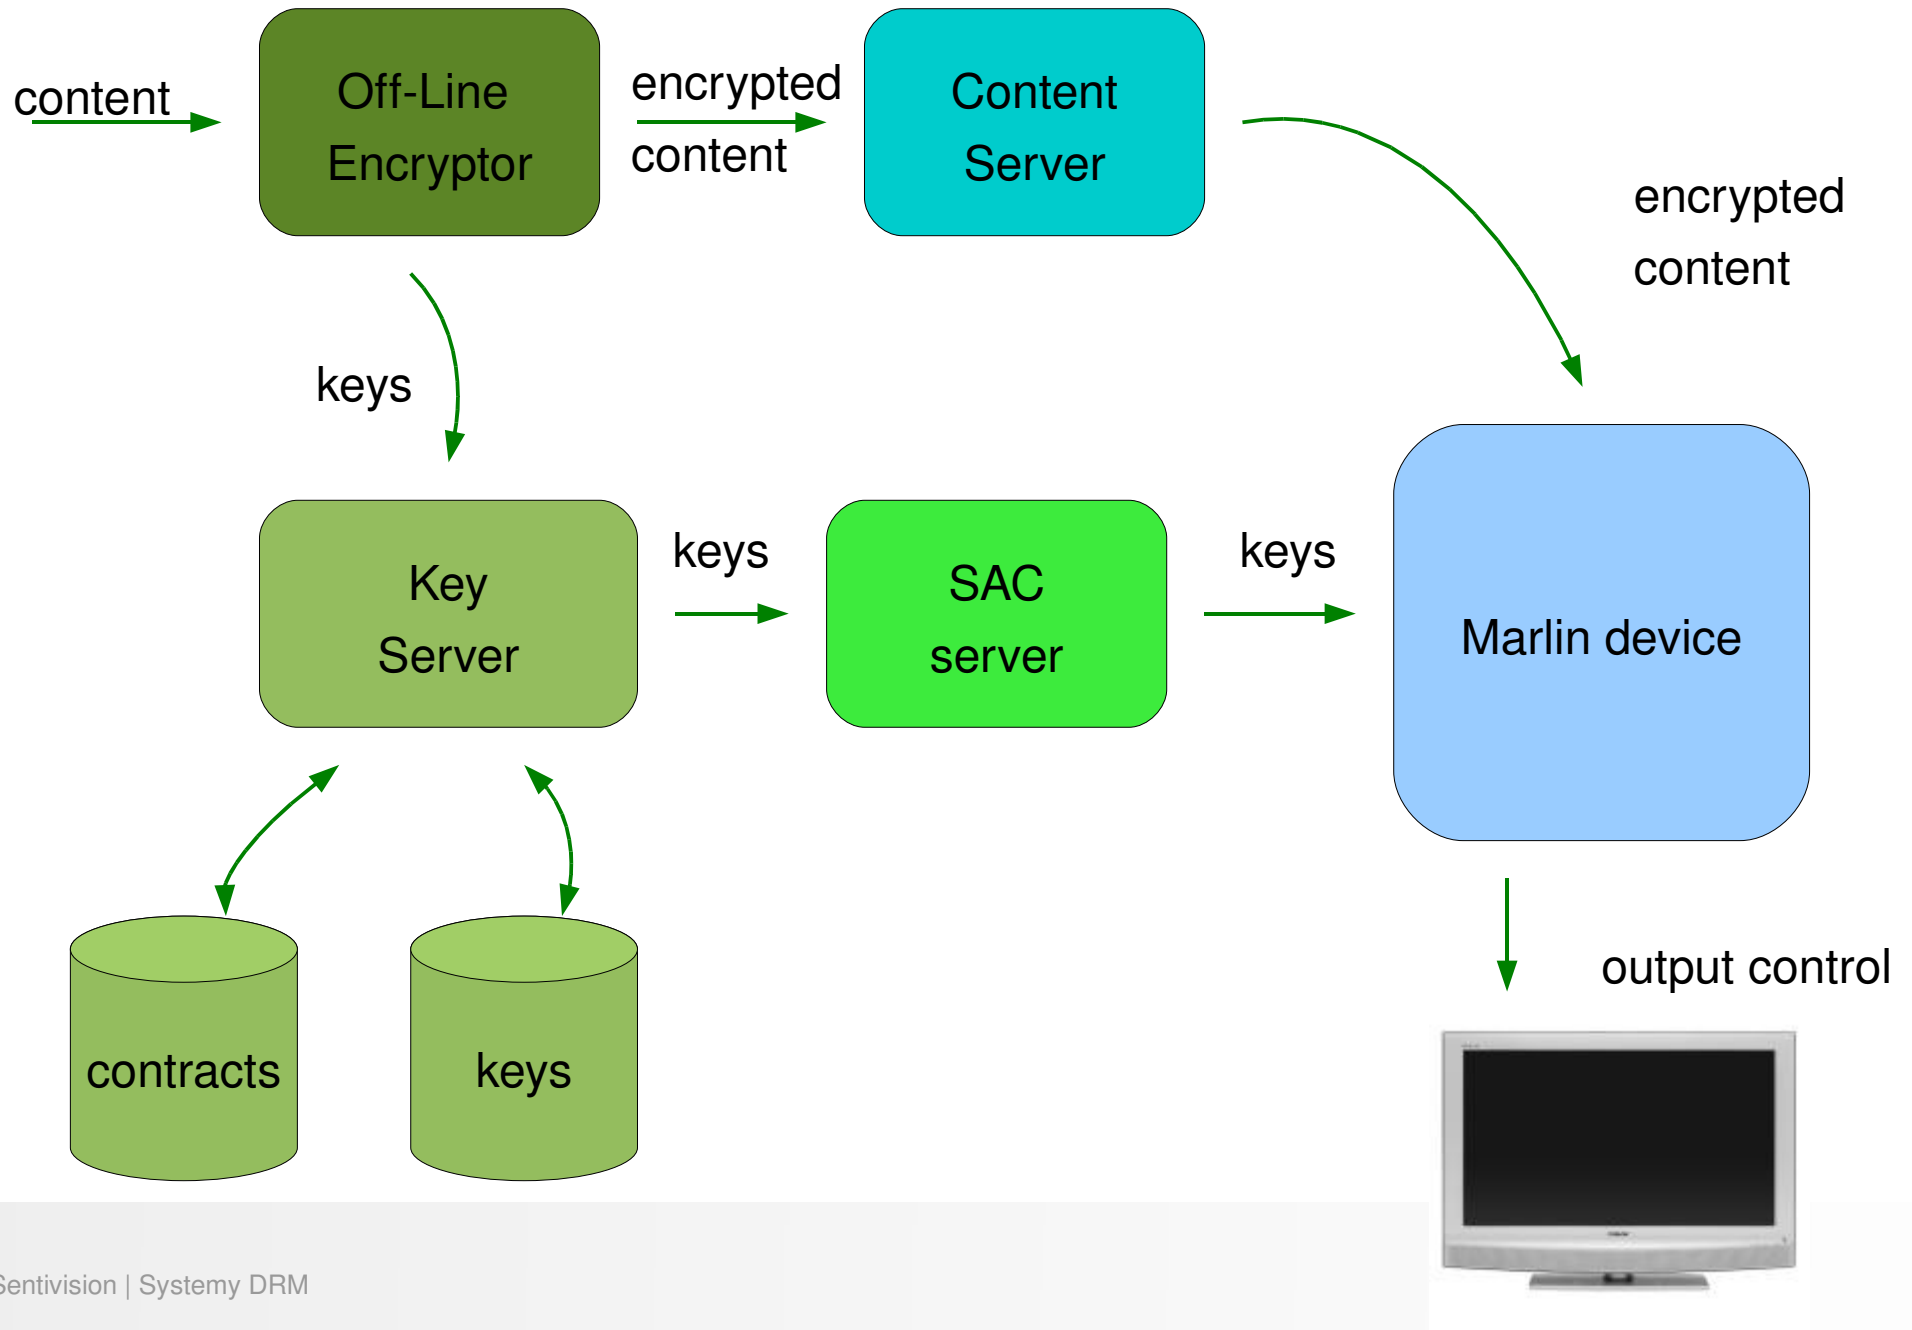 content
Off-Line
Encryptor
encrypted
content
Content
Server
encrypted
content
keys
Key
Server
keys
SAC
server
keys
Marlin device
contracts
keys
output control
Sentivision | Systemy DRM